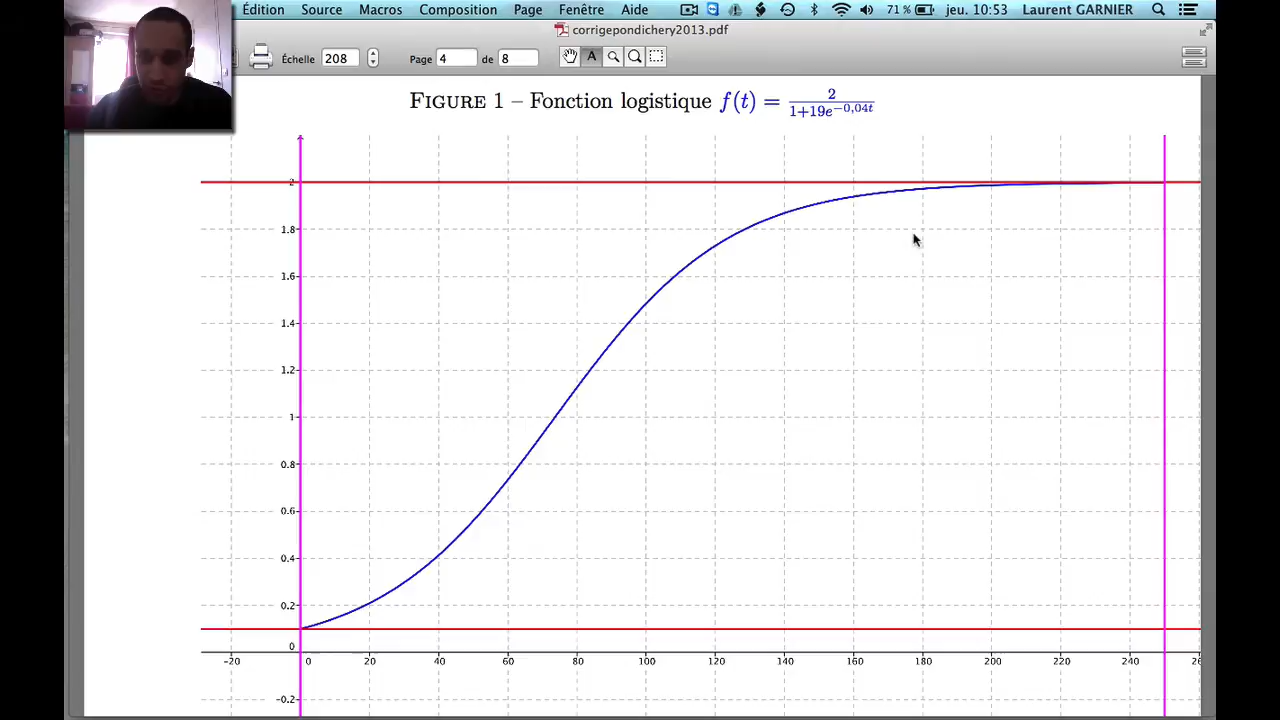 Édition Source Macros Composition Page Fenêtre Aide 71 % jeu. 10:53 Laurent GARNIER
corrigepondichery2013.pdf
Échelle 208 Page 4 de 8 A
FIGURE 1 – Fonction logistique f(t) = 2/(1+19e^{-0,04t})
2
1.8
1.6
1.4
1.2
1
0.8
0.6
0.4
0.2
0
-20 0 20 40 60 80 100 120 140 160 180 200 220 240 26
-0.2